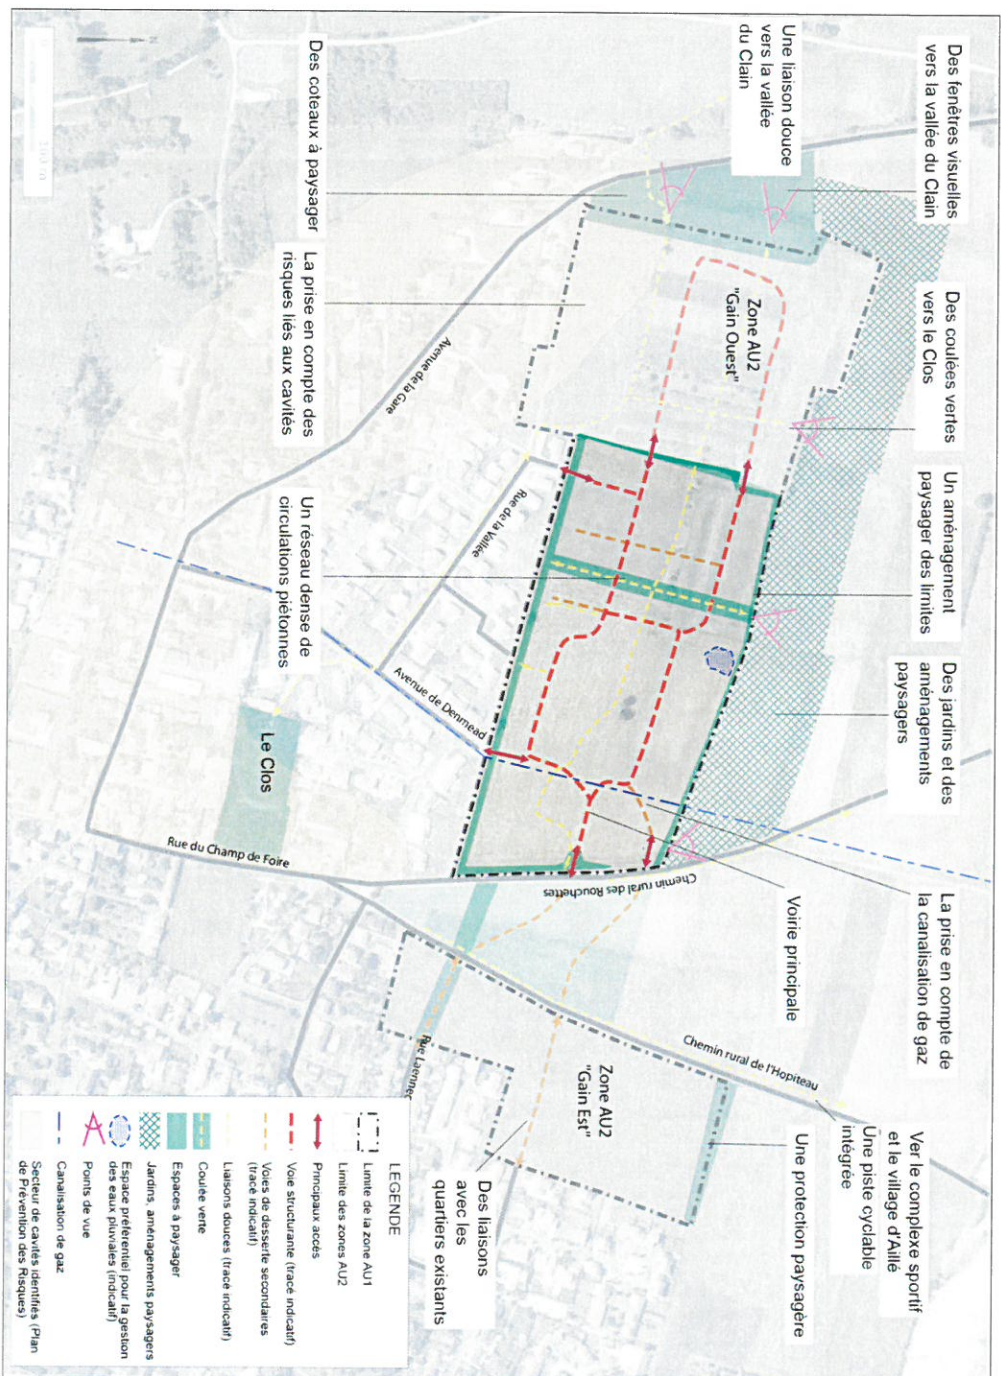 Des fenêtres visuelles
vers la vallée du Clain
Des coulées vertes
vers le Clos
Un aménagement
paysager des limites
Des jardins et des
aménagements
paysagers
La prise en compte de
la canalisation de gaz
Ver le complexe sportif
et le village d'Aillé
Une piste cyclable
intégrée
Une liaison douce
vers la vallée
du Clain
Zone AU2
"Gain Ouest"
Voirie principale
Chemin rural de l'Hopiteau
Une protection paysagère
Chemin rural des Rouchettes
Zone AU2
"Gain Est"
Des liaisons
avec les
quartiers existants
Rue Laennec
Avenue de la Gare
Rue de la Vallée
Avenue de Denmead
Le Clos
Rue du Champ de Foire
Des coteaux à paysager
La prise en compte des
risques liés aux cavités
Un réseau dense de
circulations piétonnes
N
LEGENDE
Limite de la zone AU1
Limite des zones AU2
Principaux accès
Voie structurante (tracé indicatif)
Voies de desserte secondaires
(tracé indicatif)
Liaisons douces (tracé indicatif)
Coulée verte
Espaces à paysager
Jardins, aménagements paysagers
Espace préférentiel pour la gestion
des eaux pluviales (indicatif)
Points de vue
Canalisation de gaz
Secteur de cavités identifiés (Plan
de Prévention des Risques)